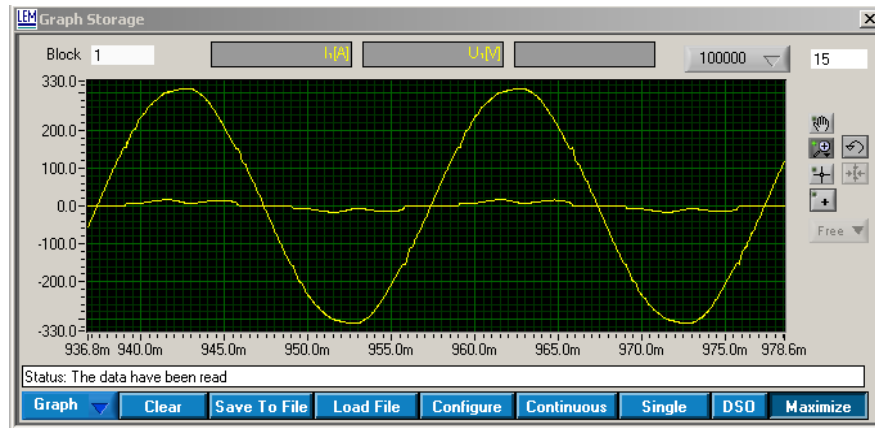 LEM Graph Storage
Block 1 I₁[A] U₁[V] 100000 15
330.0
200.0
100.0
0.0
-100.0
-200.0
-330.0
Free
936.8m 940.0m 945.0m 950.0m 955.0m 960.0m 965.0m 970.0m 975.0m 978.6m
Status: The data have been read
Graph Clear Save To File Load File Configure Continuous Single DSO Maximize